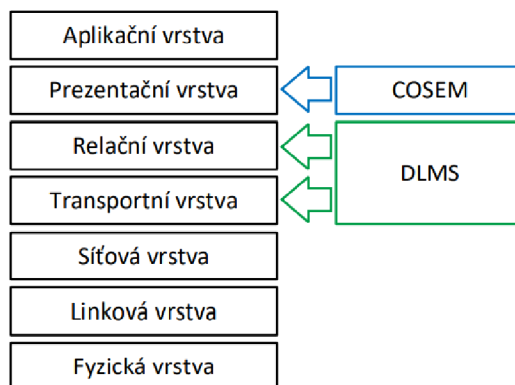 Aplikační vrstva
Prezentační vrstva
COSEM
Relační vrstva
DLMS
Transportní vrstva
Síťová vrstva
Linková vrstva
Fyzická vrstva